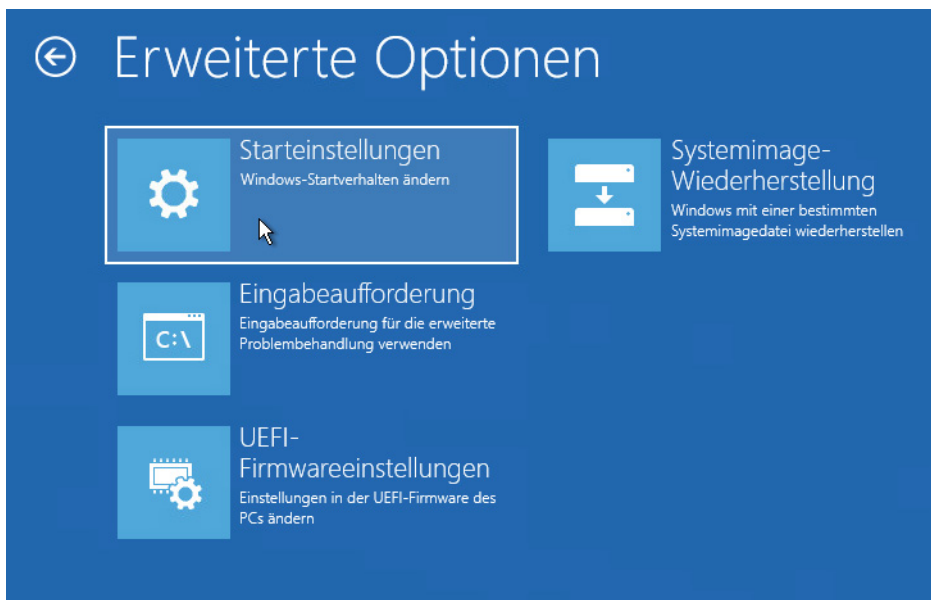 Erweiterte Optionen
Starteinstellungen
Windows-Startverhalten ändern
Eingabeaufforderung
Eingabeaufforderung für die erweiterte
Problembehandlung verwenden
C:\
UEFI-
Firmwareeinstellungen
Einstellungen in der UEFI-Firmware des
PCs ändern
Systemimage-
Wiederherstellung
Windows mit einer bestimmten
Systemimagedatei wiederherstellen